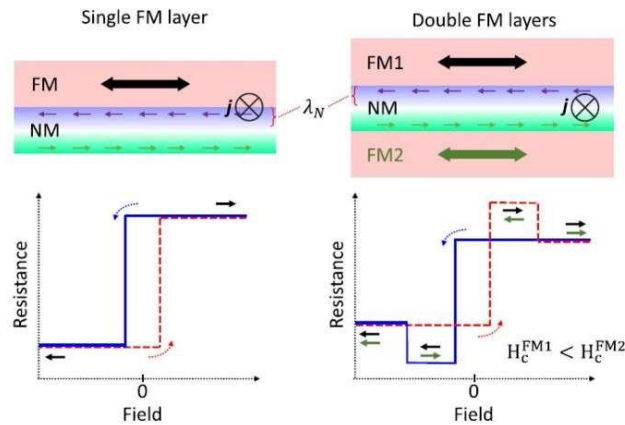 Single FM layer
FM
j
NM
λ_N
Double FM layers
FM1
j
NM
FM2
Resistance
0
Field
Resistance
H_c^FM1 < H_c^FM2
0
Field